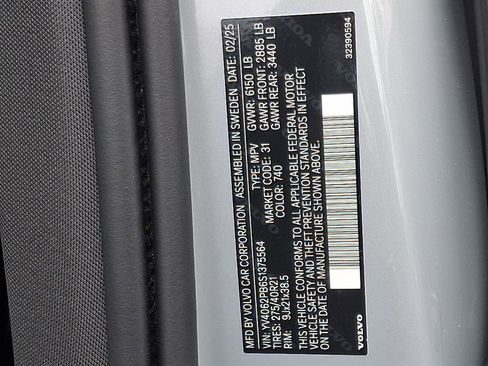 MFD BY VOLVO CAR CORPORATION ASSEMBLED IN SWEDEN DATE: 02/25
VIN: YV4062PB6S1375564 TYPE: MPV GVWR: 6150 LB
TIRES: 275/40R21 MARKET CODE: 31 GAWR FRONT: 2885 LB
RIM: 9Jx21x38.5 COLOR: 740 GAWR REAR: 3440 LB
THIS VEHICLE CONFORMS TO ALL APPLICABLE FEDERAL MOTOR
VEHICLE SAFETY AND THEFT PREVENTION STANDARDS IN EFFECT
ON THE DATE OF MANUFACTURE SHOWN ABOVE.
VOLVO
32390594